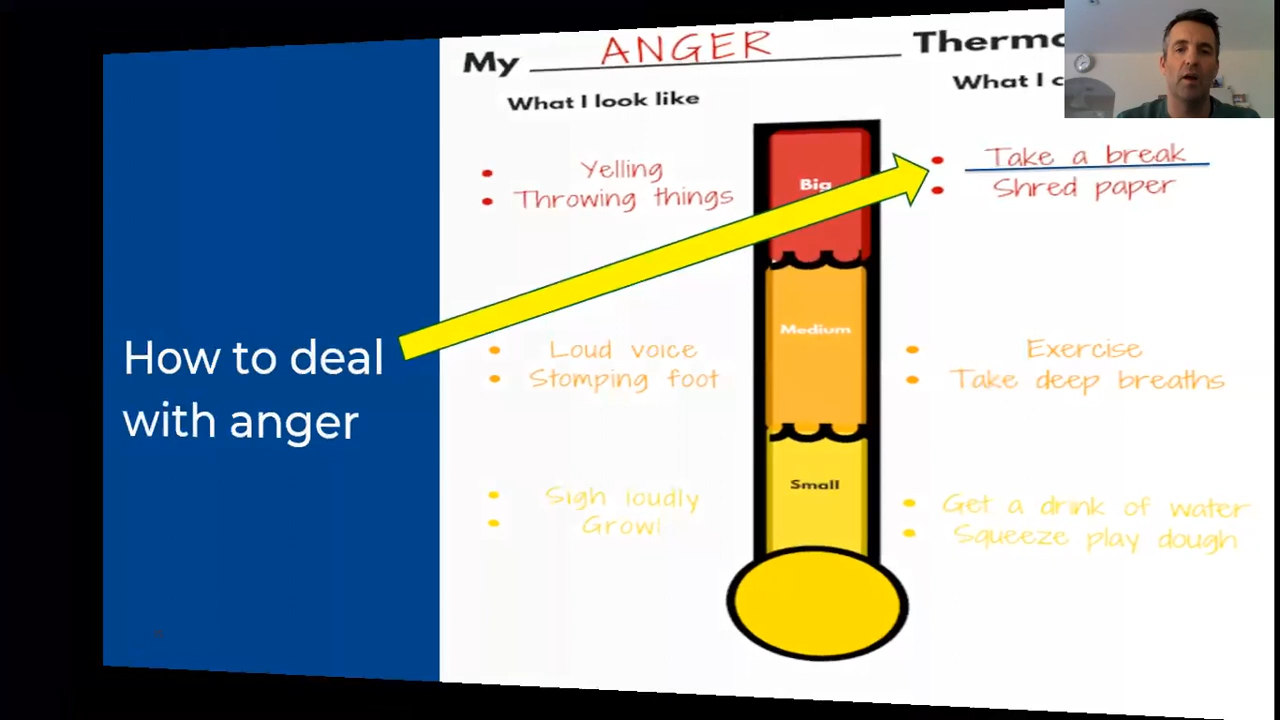 My ANGER Thermo
What I look like
What I c
Yelling
Throwing things
Big
Take a break
Shred paper
How to deal
with anger
Loud voice
Stomping foot
Medium
Exercise
Take deep breaths
Sigh loudly
Growl
Small
Get a drink of water
Squeeze play dough